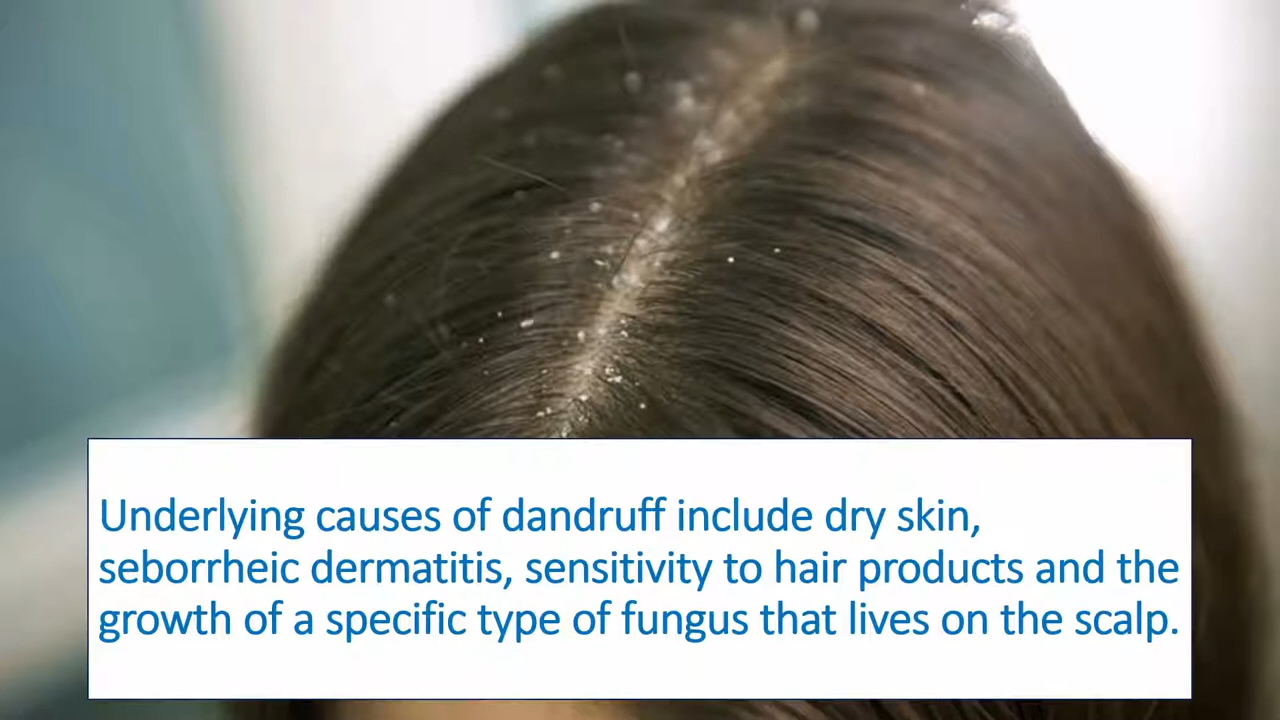 Underlying causes of dandruff include dry skin,
seborrheic dermatitis, sensitivity to hair products and the
growth of a specific type of fungus that lives on the scalp.